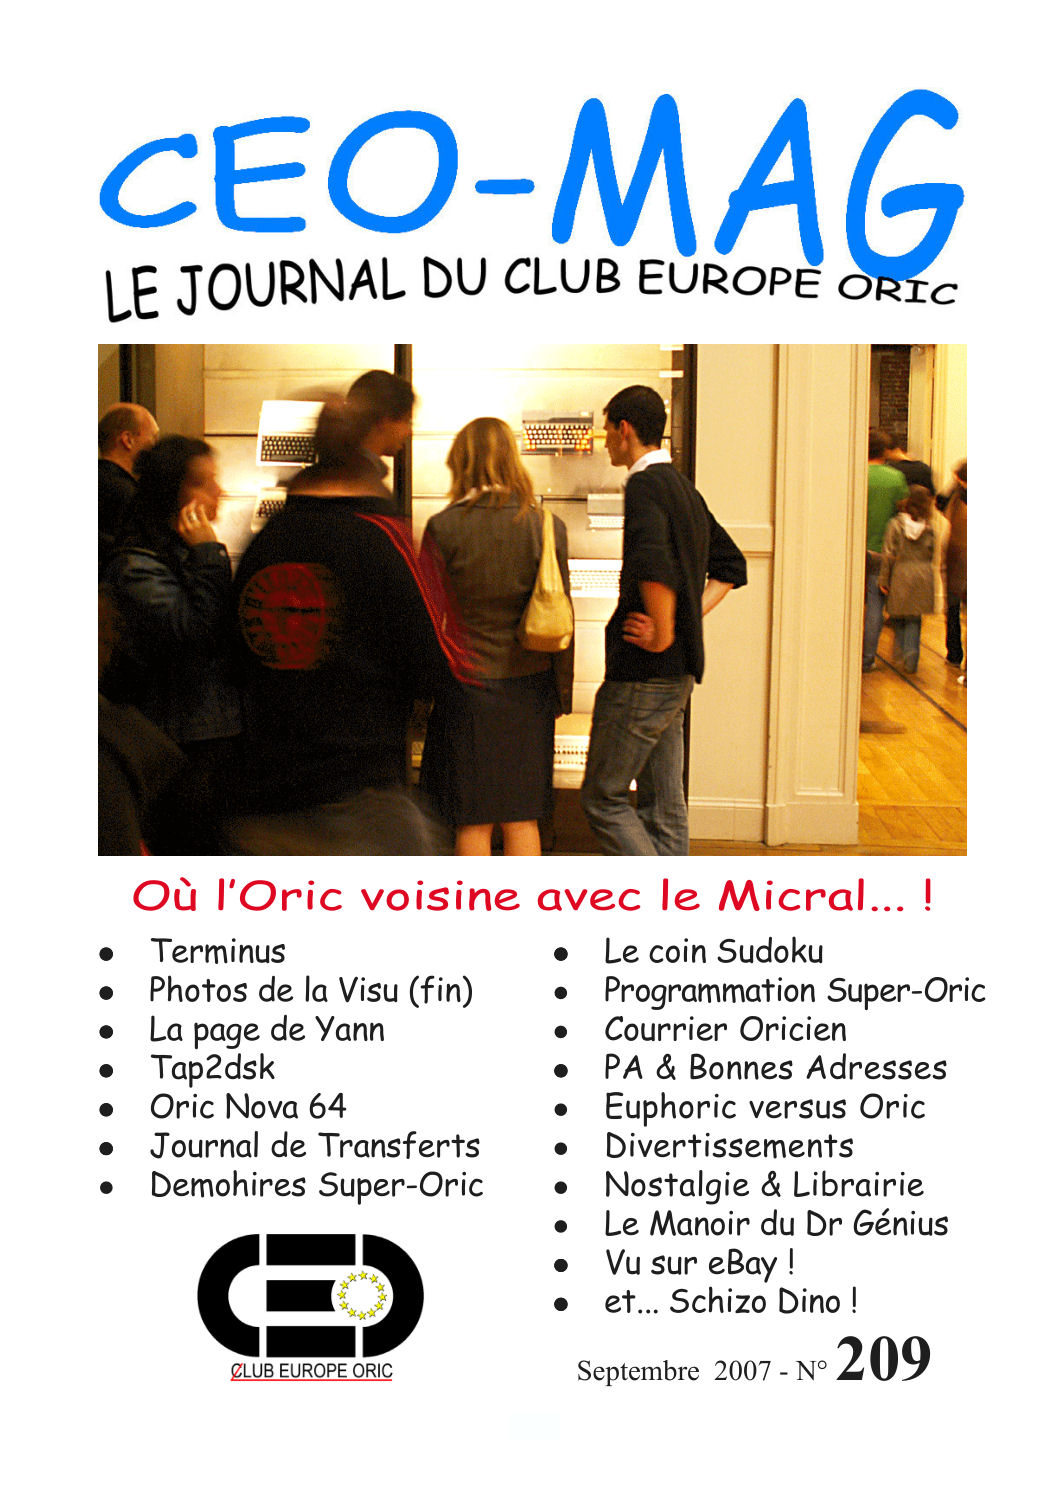 CEO-MAG
LE JOURNAL DU CLUB EUROPE ORIC
Où l'Oric voisine avec le Micral... !
● Terminus
● Photos de la Visu (fin)
● La page de Yann
● Tap2dsk
● Oric Nova 64
● Journal de Transferts
● Demohires Super-Oric
● Le coin Sudoku
● Programmation Super-Oric
● Courrier Oricien
● PA & Bonnes Adresses
● Euphoric versus Oric
● Divertissements
● Nostalgie & Librairie
● Le Manoir du Dr Génius
● Vu sur eBay !
● et... Schizo Dino !
CEO
CLUB EUROPE ORIC
Septembre 2007 - N° 209